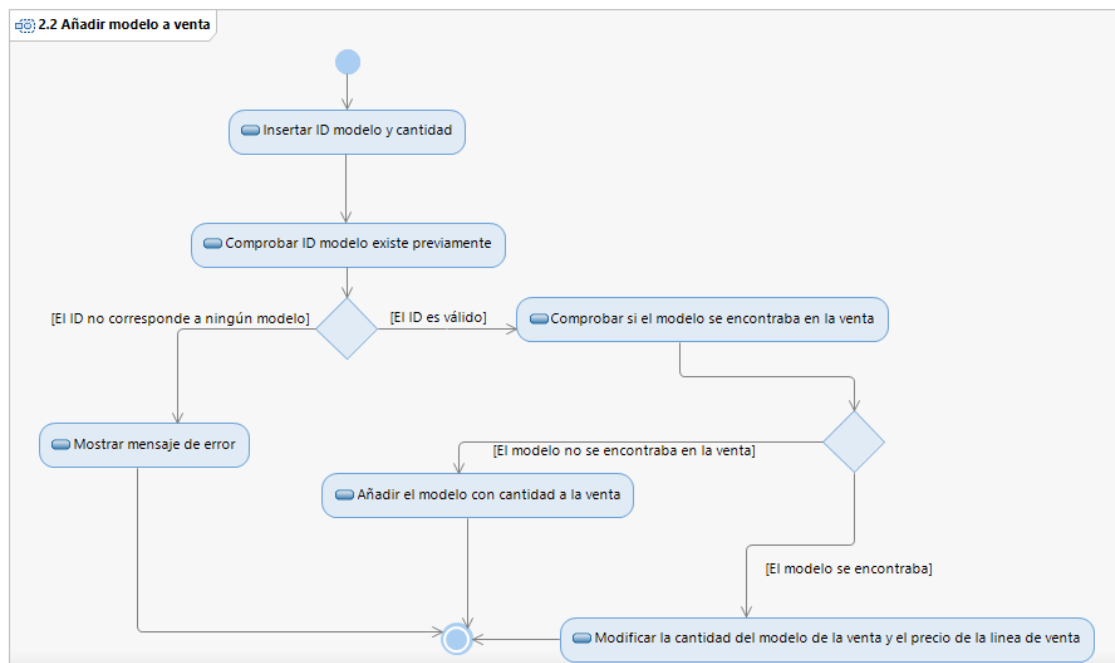 2.2 Añadir modelo a venta
Insertar ID modelo y cantidad
Comprobar ID modelo existe previamente
[El ID no corresponde a ningún modelo]
[El ID es válido]
Comprobar si el modelo se encontraba en la venta
Mostrar mensaje de error
[El modelo no se encontraba en la venta]
Añadir el modelo con cantidad a la venta
[El modelo se encontraba]
Modificar la cantidad del modelo de la venta y el precio de la linea de venta